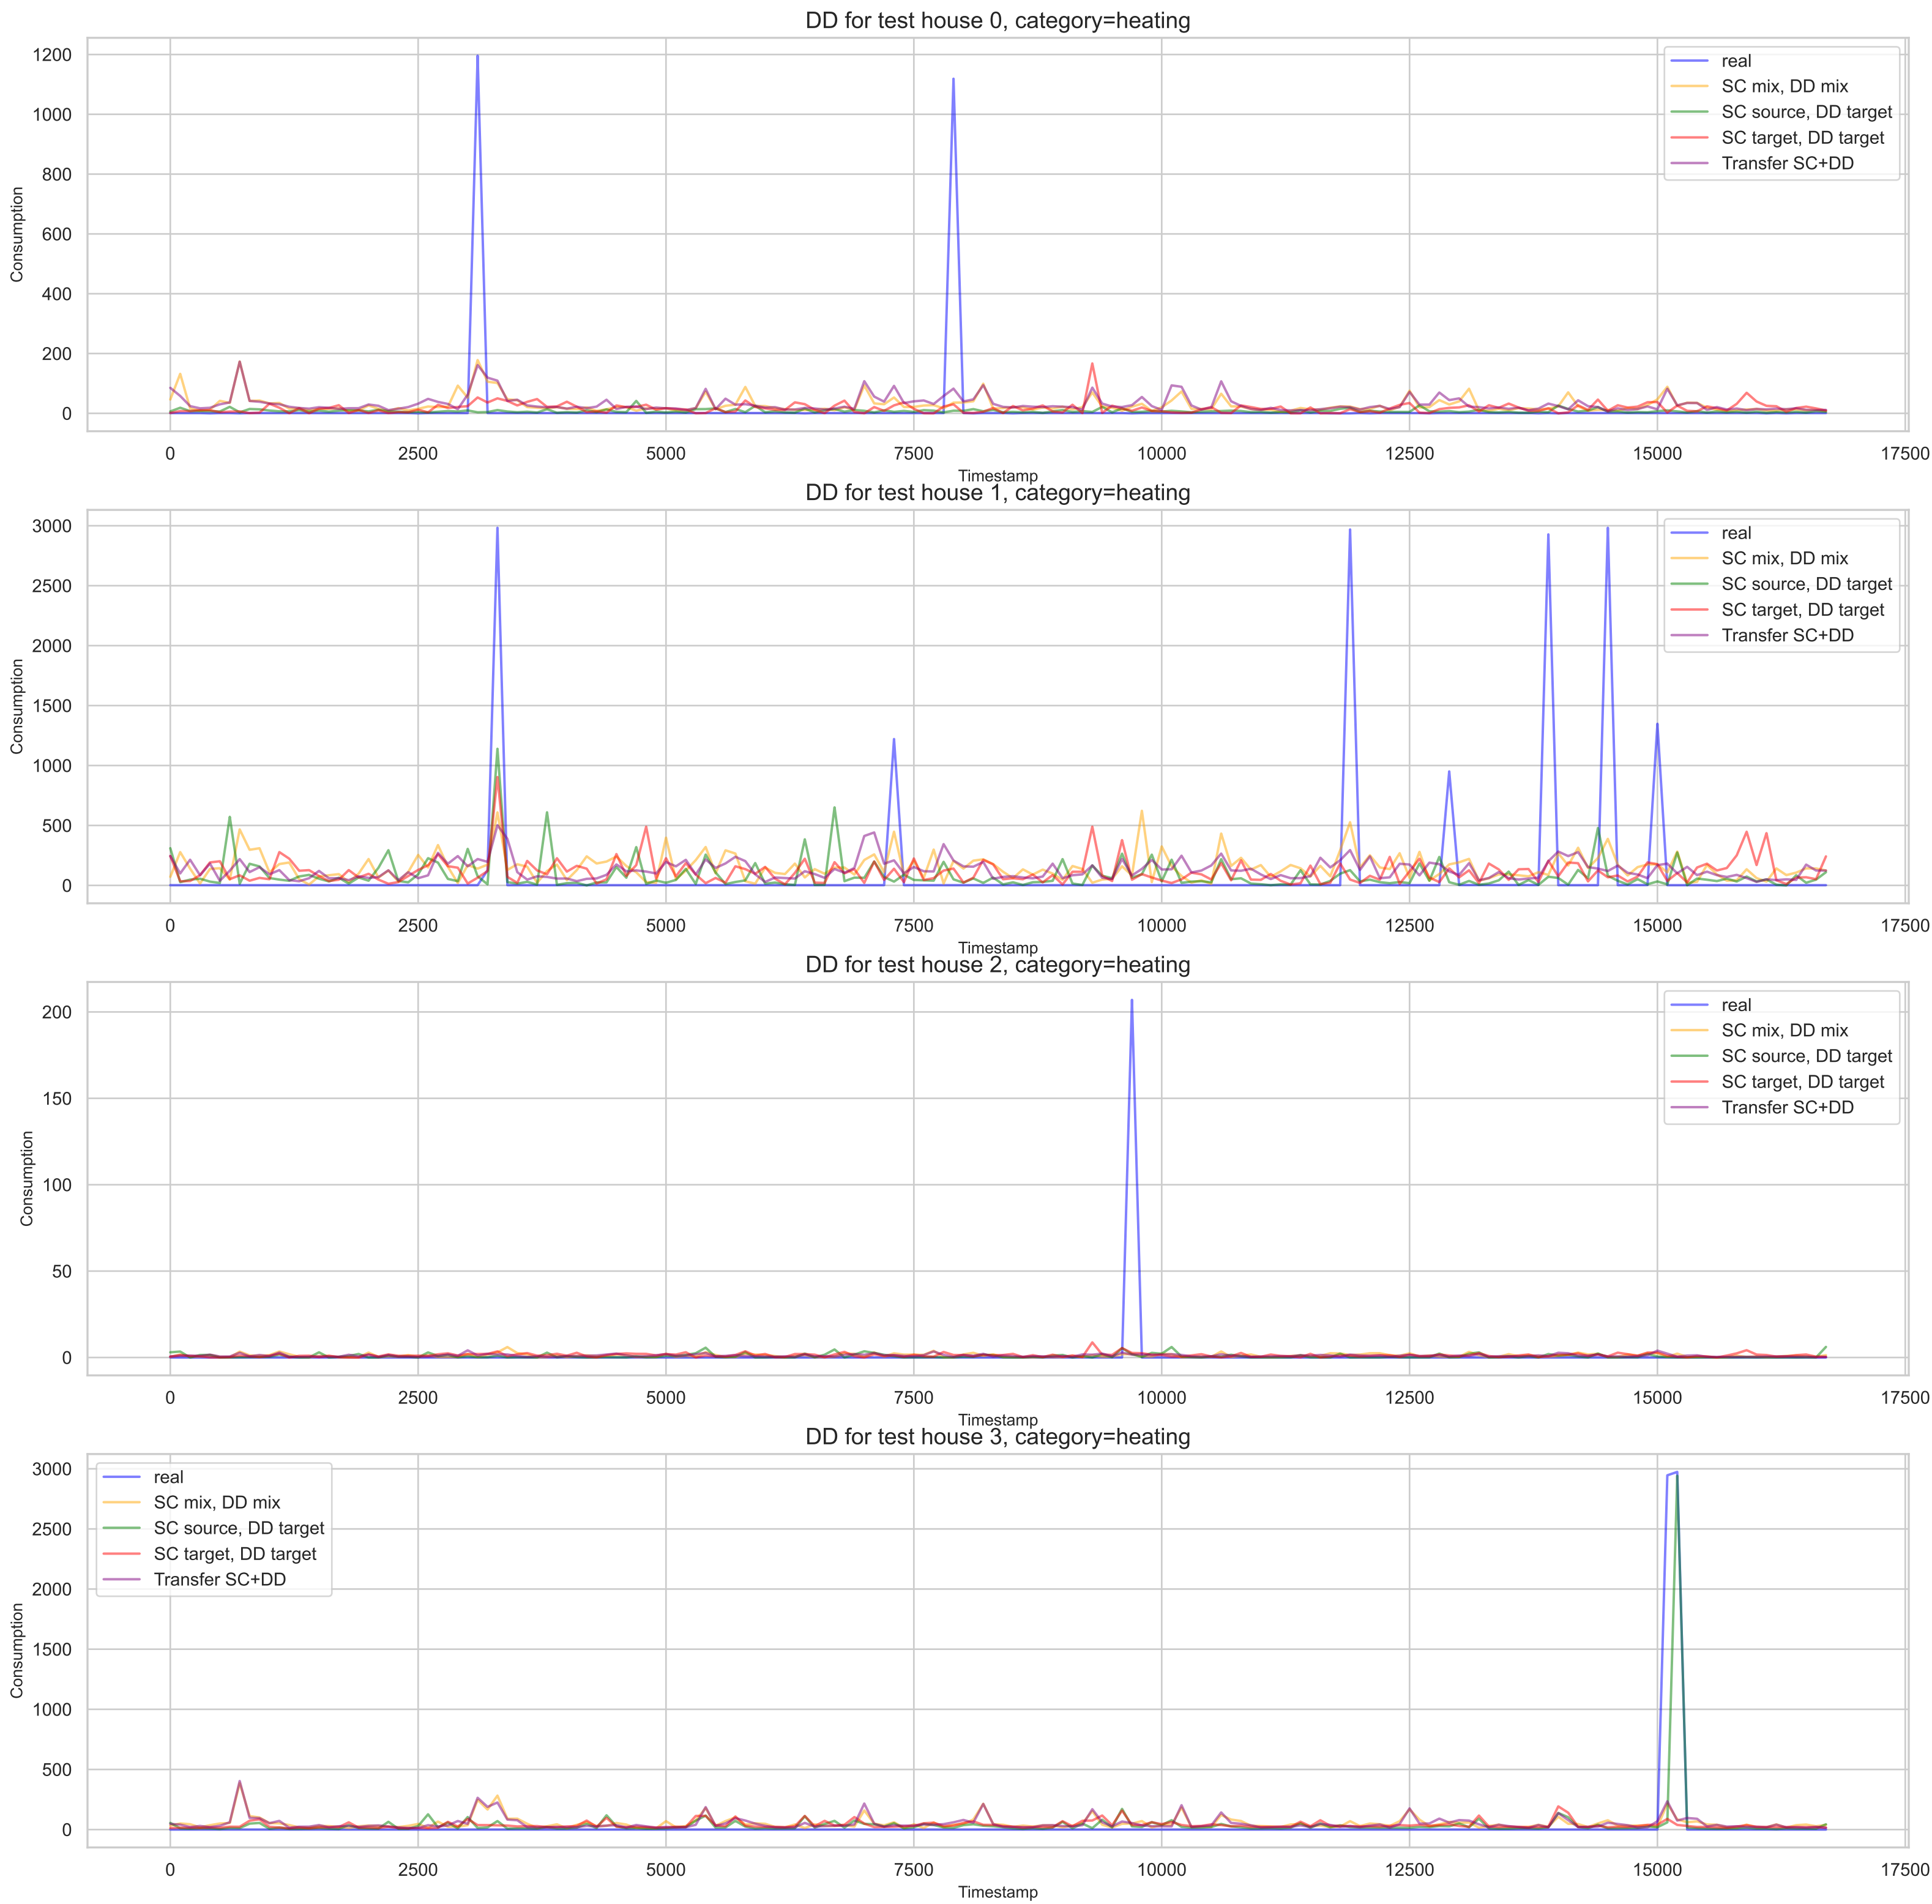 DD for test house 0, category=heating
1200
1000
800
600
400
200
0
Consumption
real
SC mix, DD mix
SC source, DD target
SC target, DD target
Transfer SC+DD
0 2500 5000 7500 10000 12500 15000 17500
Timestamp
DD for test house 1, category=heating
3000
2500
2000
1500
1000
500
0
Consumption
real
SC mix, DD mix
SC source, DD target
SC target, DD target
Transfer SC+DD
0 2500 5000 7500 10000 12500 15000 17500
Timestamp
DD for test house 2, category=heating
200
150
100
50
0
Consumption
real
SC mix, DD mix
SC source, DD target
SC target, DD target
Transfer SC+DD
0 2500 5000 7500 10000 12500 15000 17500
Timestamp
DD for test house 3, category=heating
3000
2500
2000
1500
1000
500
0
Consumption
real
SC mix, DD mix
SC source, DD target
SC target, DD target
Transfer SC+DD
0 2500 5000 7500 10000 12500 15000 17500
Timestamp